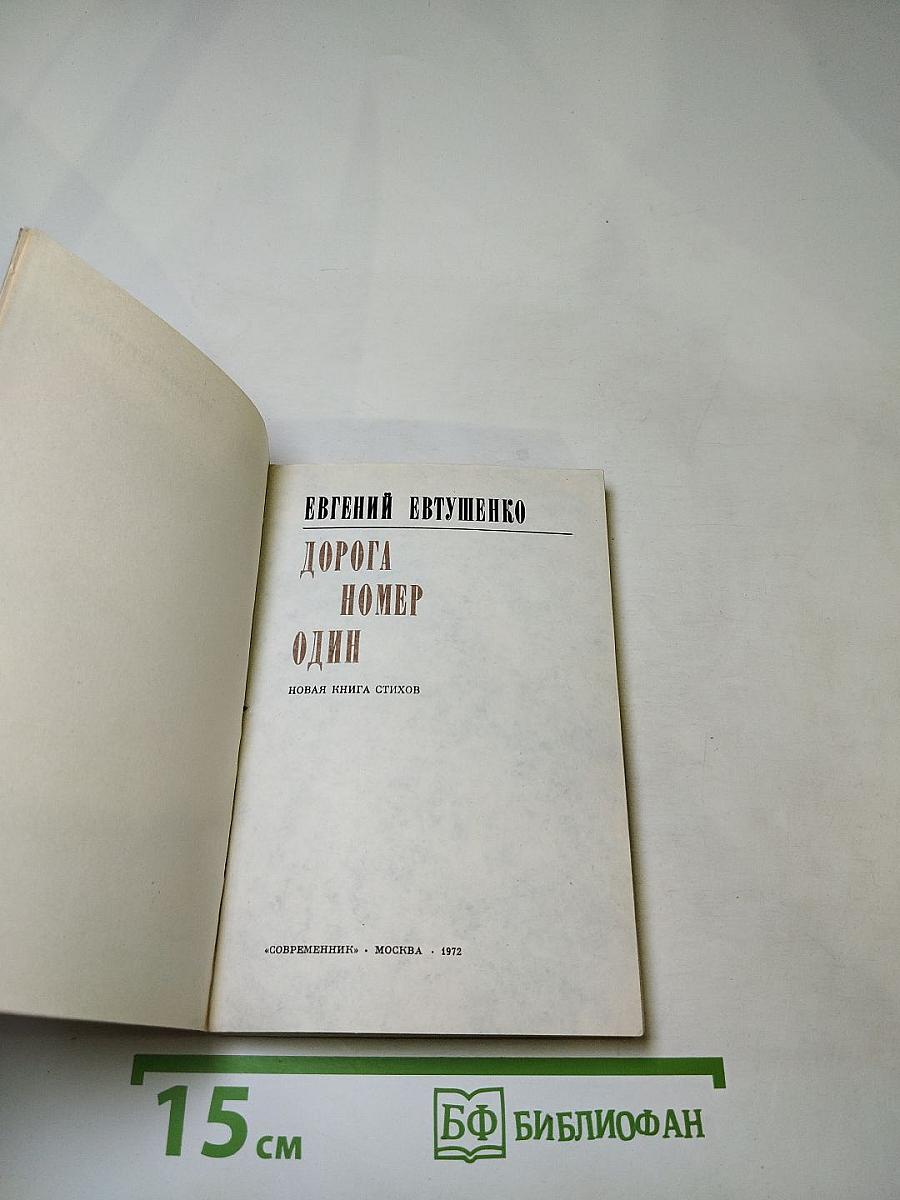 ЕВГЕНИЙ ЕВТУШЕНКО
ДОРОГА
НОМЕР
ОДИН
НОВАЯ КНИГА СТИХОВ
«СОВРЕМЕННИК» · МОСКВА · 1972
15 см
БФ БИБЛИОФАН